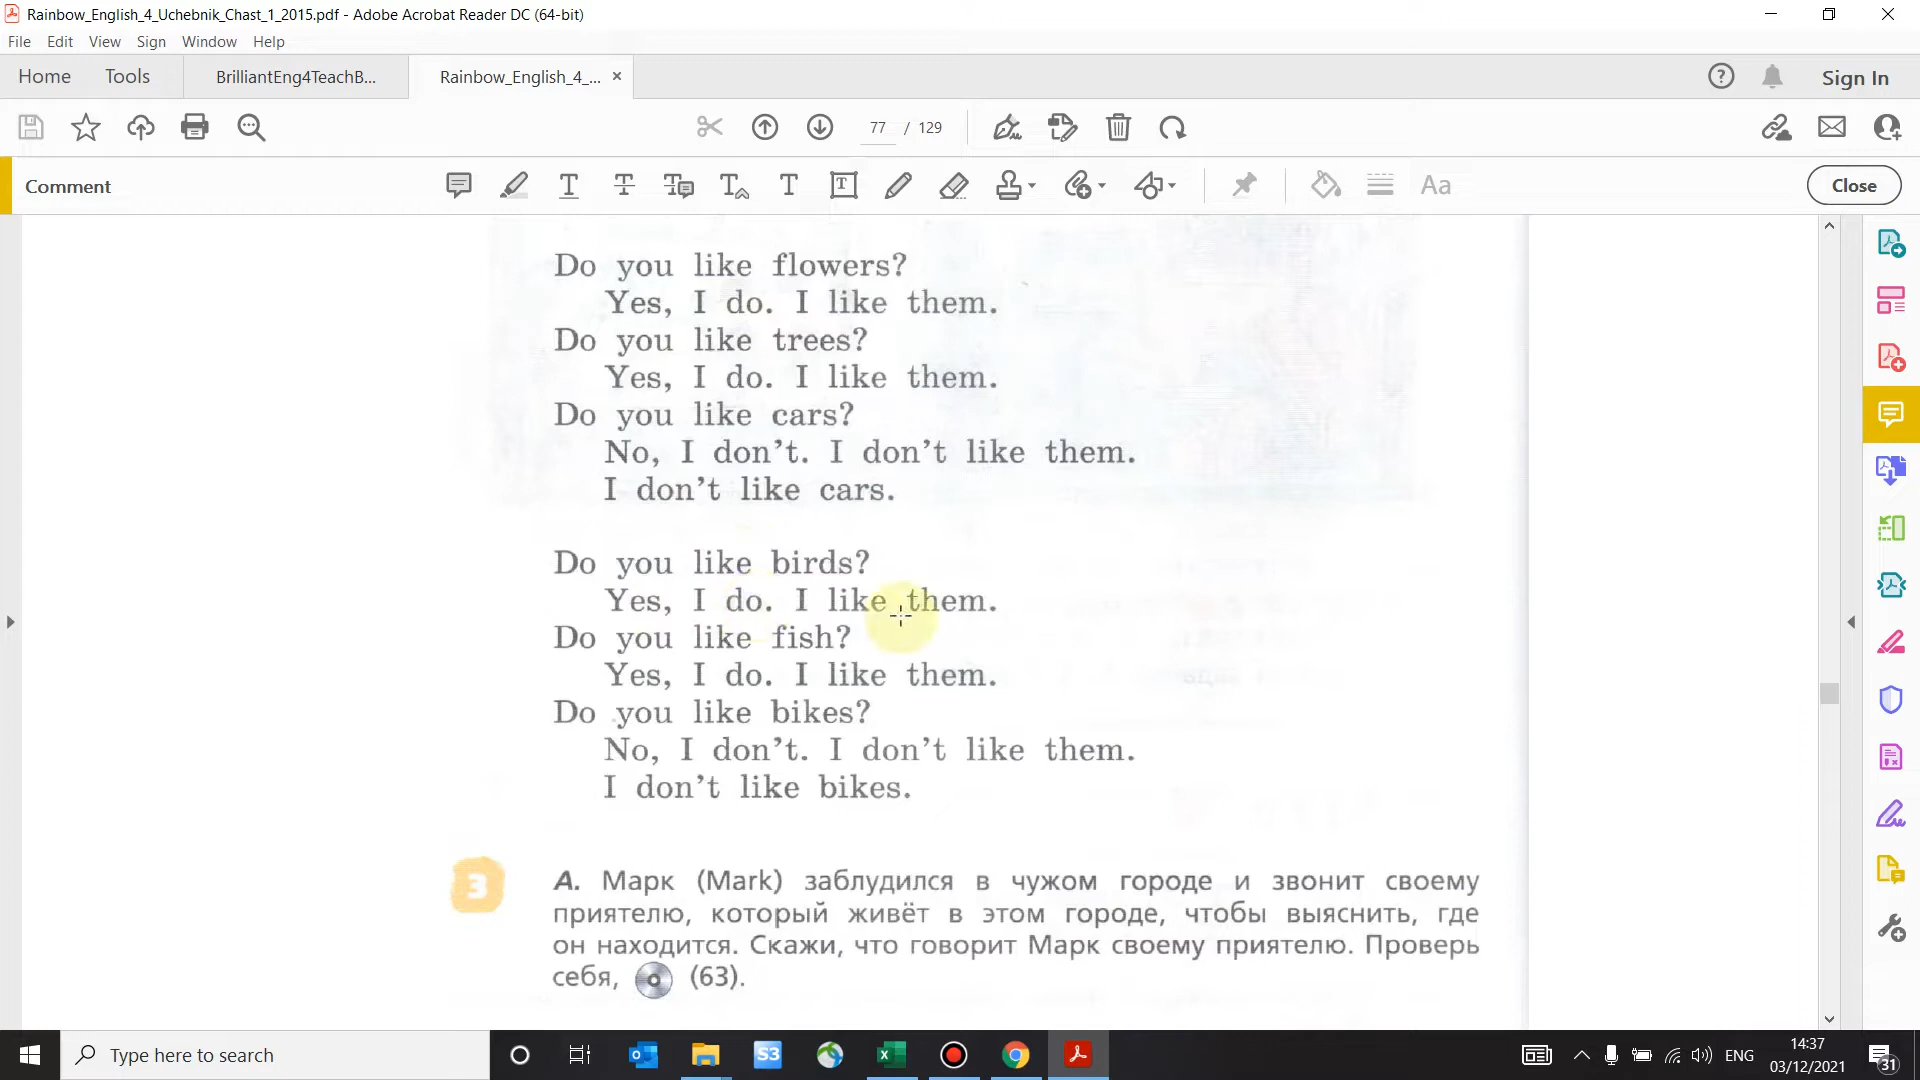 Rainbow_English_4_Uchebnik_Chast_1_2015.pdf - Adobe Acrobat Reader DC (64-bit)
File Edit View Sign Window Help
Home Tools BrilliantEng4TeachB... Rainbow_English_4_... × Sign In
77 / 129
Comment Aa Close
Do you like flowers?
Yes, I do. I like them.
Do you like trees?
Yes, I do. I like them.
Do you like cars?
No, I don't. I don't like them.
I don't like cars.
Do you like birds?
Yes, I do. I like them.
Do you like fish?
Yes, I do. I like them.
Do you like bikes?
No, I don't. I don't like them.
I don't like bikes.
3 А. Марк (Mark) заблудился в чужом городе и звонит своему
приятелю, который живёт в этом городе, чтобы выяснить, где
он находится. Скажи, что говорит Марк своему приятелю. Проверь
себя, (63).
Type here to search S3 ENG 14:37
03/12/2021 31